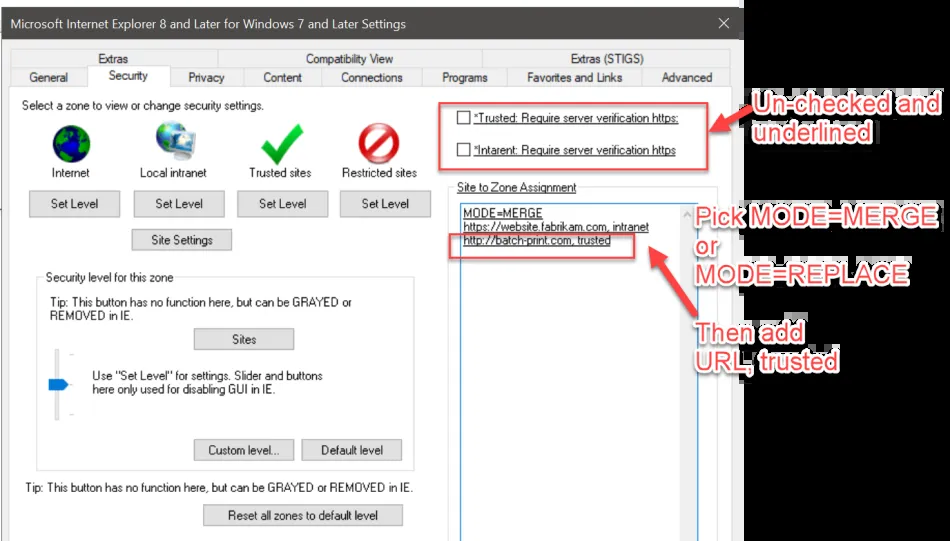 Microsoft Internet Explorer 8 and Later for Windows 7 and Later Settings
Extras
Compatibility View
Extras (STIGS)
General
Security
Privacy
Content
Connections
Programs
Favorites and Links
Advanced
Select a zone to view or change security settings.
Internet
Local intranet
Trusted sites
Restricted sites
Set Level
Set Level
Set Level
Set Level
Site Settings
Security level for this zone
Tip: This button has no function here, but can be GRAYED or
REMOVED in IE.
Sites
Use "Set Level" for settings. Slider and buttons
here only used for disabling GUI in IE.
Custom level...
Default level
Tip: This button has no function here, but can be GRAYED or REMOVED in IE.
Reset all zones to default level
*Trusted: Require server verification https:
*Intarent: Require server verification https
Site to Zone Assignment
MODE=MERGE
https://website.fabrikam.com, intranet
http://batch-print.com, trusted
Un-checked and
underlined
Pick MODE=MERGE
or
MODE=REPLACE
Then add
URL, trusted